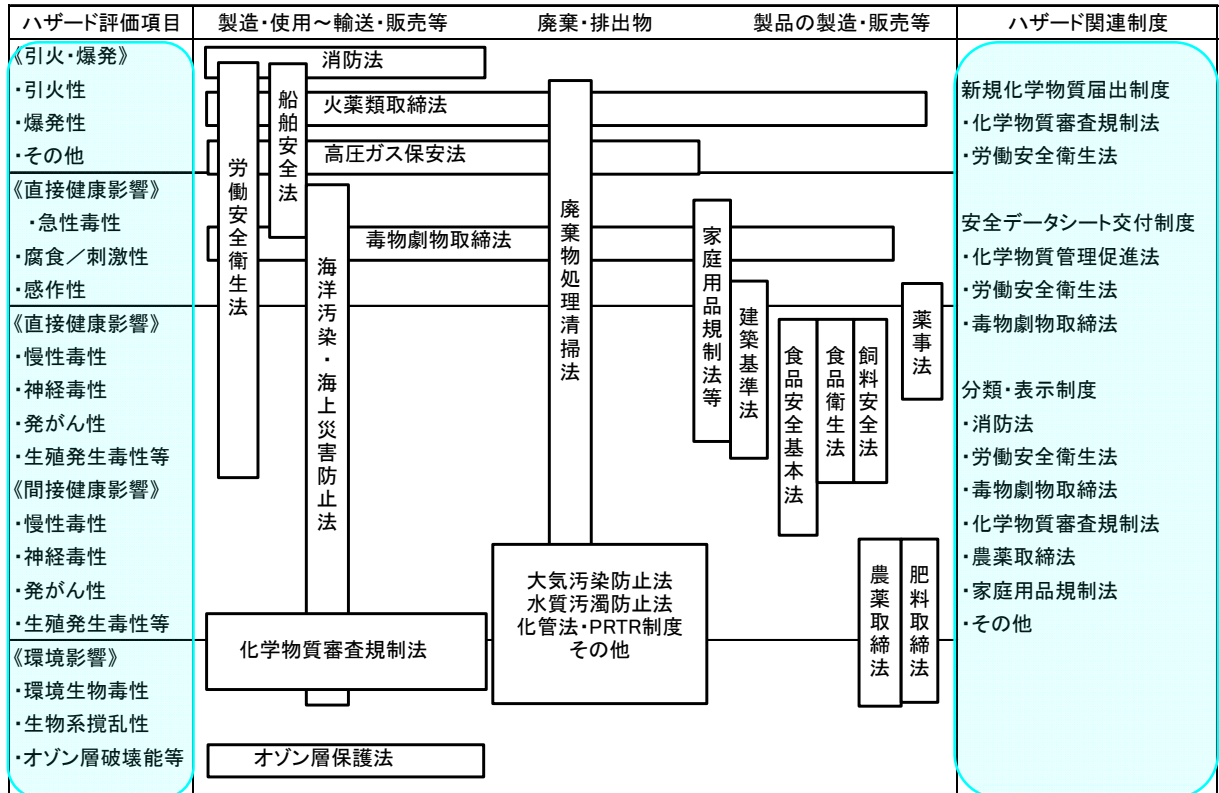 ハザード評価項目
製造・使用～輸送・販売等
廃棄・排出物
製品の製造・販売等
ハザード関連制度
《引火・爆発》
・引火性
・爆発性
・その他
《直接健康影響》
・急性毒性
・腐食／刺激性
・感作性
《直接健康影響》
・慢性毒性
・神経毒性
・発がん性
・生殖発生毒性等
《間接健康影響》
・慢性毒性
・神経毒性
・発がん性
・生殖発生毒性等
《環境影響》
・環境生物毒性
・生物系撹乱性
・オゾン層破壊能等
消防法
火薬類取締法
高圧ガス保安法
毒物劇物取締法
労働安全衛生法
船舶安全法
海洋汚染・海上災害防止法
化学物質審査規制法
オゾン層保護法
廃棄物処理清掃法
大気汚染防止法
水質汚濁防止法
化管法・PRTR制度
その他
家庭用品規制法等
建築基準法
食品安全基本法
食品衛生法
飼料安全法
薬事法
農薬取締法
肥料取締法
新規化学物質届出制度
・化学物質審査規制法
・労働安全衛生法
安全データシート交付制度
・化学物質管理促進法
・労働安全衛生法
・毒物劇物取締法
分類・表示制度
・消防法
・労働安全衛生法
・毒物劇物取締法
・化学物質審査規制法
・農薬取締法
・家庭用品規制法
・その他